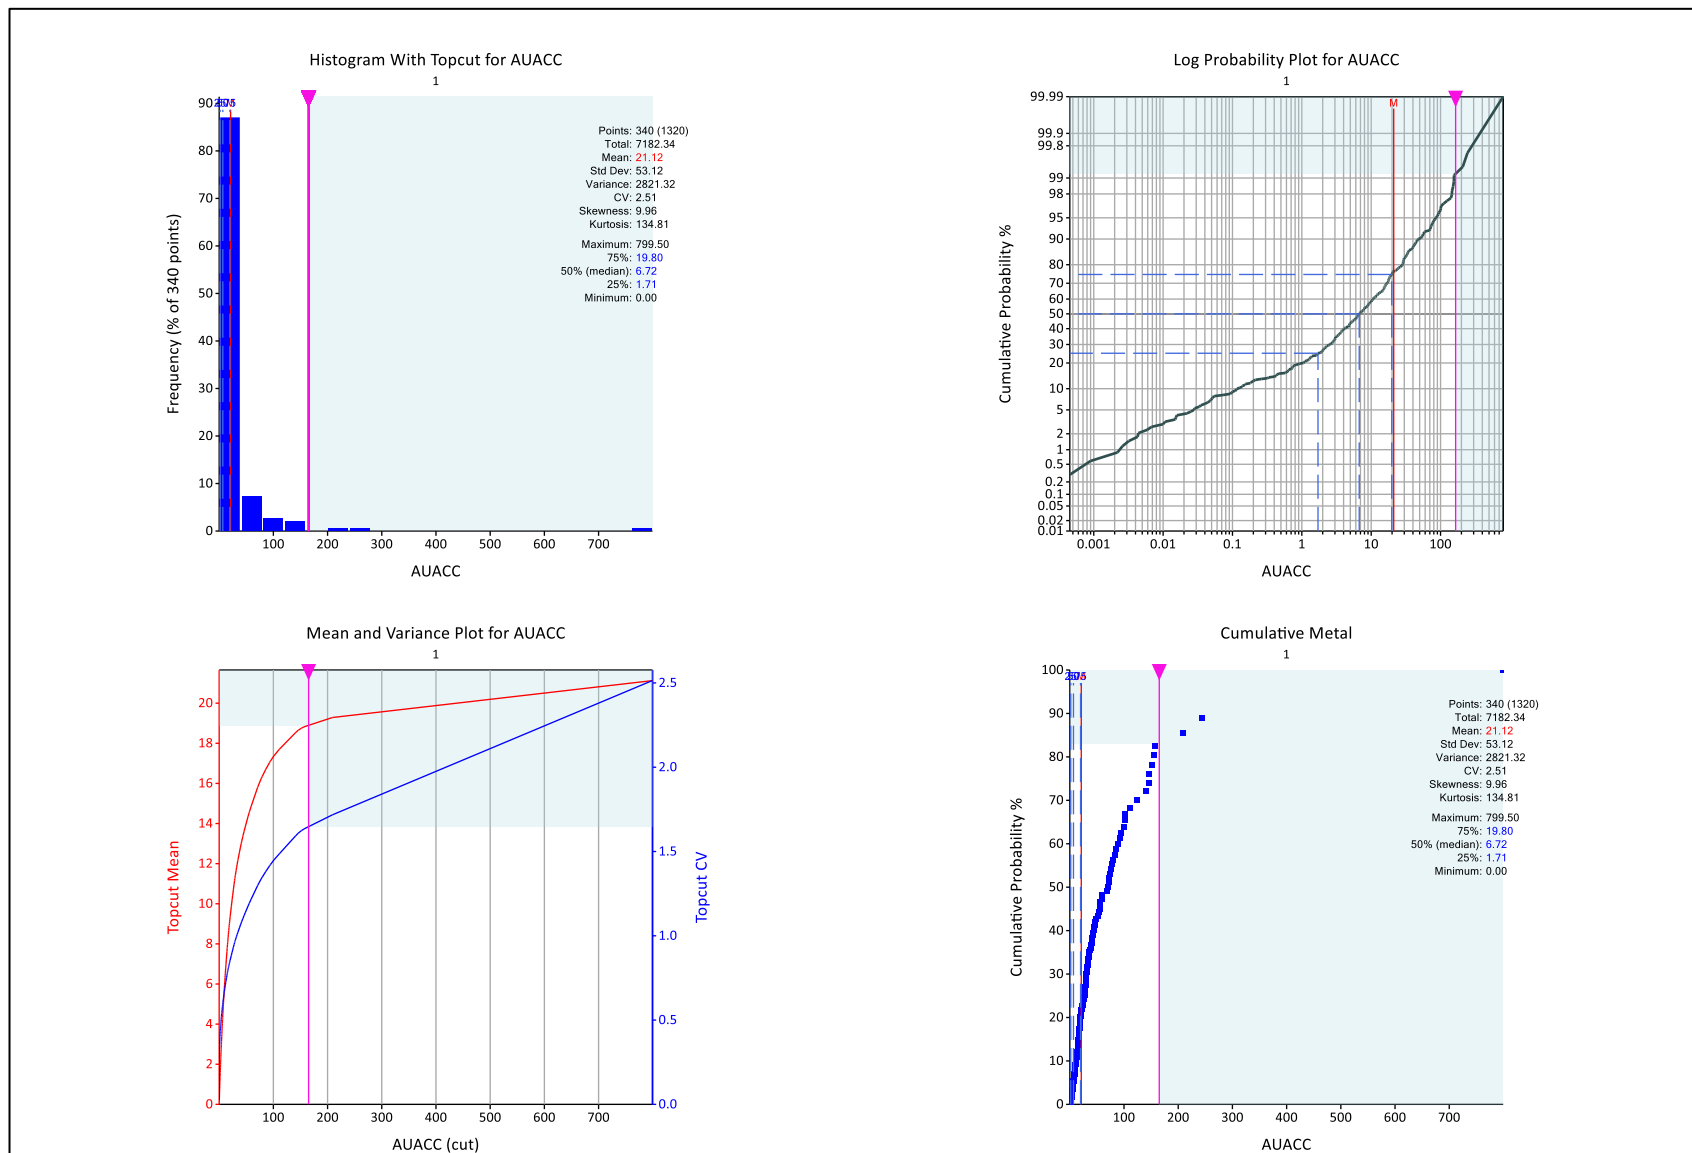 Histogram With Topcut for AUACC
1
Frequency (% of 340 points)
90
80
70
60
50
40
30
20
10
0
Points: 340 (1320)
Total: 7182.34
Mean: 21.12
Std Dev: 53.12
Variance: 2821.32
CV: 2.51
Skewness: 9.96
Kurtosis: 134.81
Maximum: 799.50
75%: 19.80
50% (median): 6.72
25%: 1.71
Minimum: 0.00
100 200 300 400 500 600 700
AUACC
Log Probability Plot for AUACC
1
Cumulative Probability %
M
99.99
99.9
99.8
99
98
95
90
80
70
60
50
40
30
20
10
5
2
1
0.5
0.2
0.1
0.05
0.02
0.01
0.001 0.01 0.1 1 10 100
AUACC
Mean and Variance Plot for AUACC
1
Topcut Mean
20
18
16
14
12
10
8
6
4
2
0
2.5
2.0
1.5
1.0
0.5
0.0
Topcut CV
100 200 300 400 500 600 700
AUACC (cut)
Cumulative Metal
1
Cumulative Probability %
100
90
80
70
60
50
40
30
20
10
0
Points: 340 (1320)
Total: 7182.34
Mean: 21.12
Std Dev: 53.12
Variance: 2821.32
CV: 2.51
Skewness: 9.96
Kurtosis: 134.81
Maximum: 799.50
75%: 19.80
50% (median): 6.72
25%: 1.71
Minimum: 0.00
100 200 300 400 500 600 700
AUACC